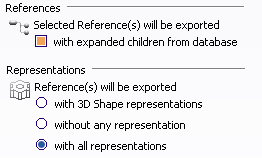 References
Selected Reference(s) will be exported
with expanded children from database
Representations
Reference(s) will be exported
with 3D Shape representations
without any representation
with all representations